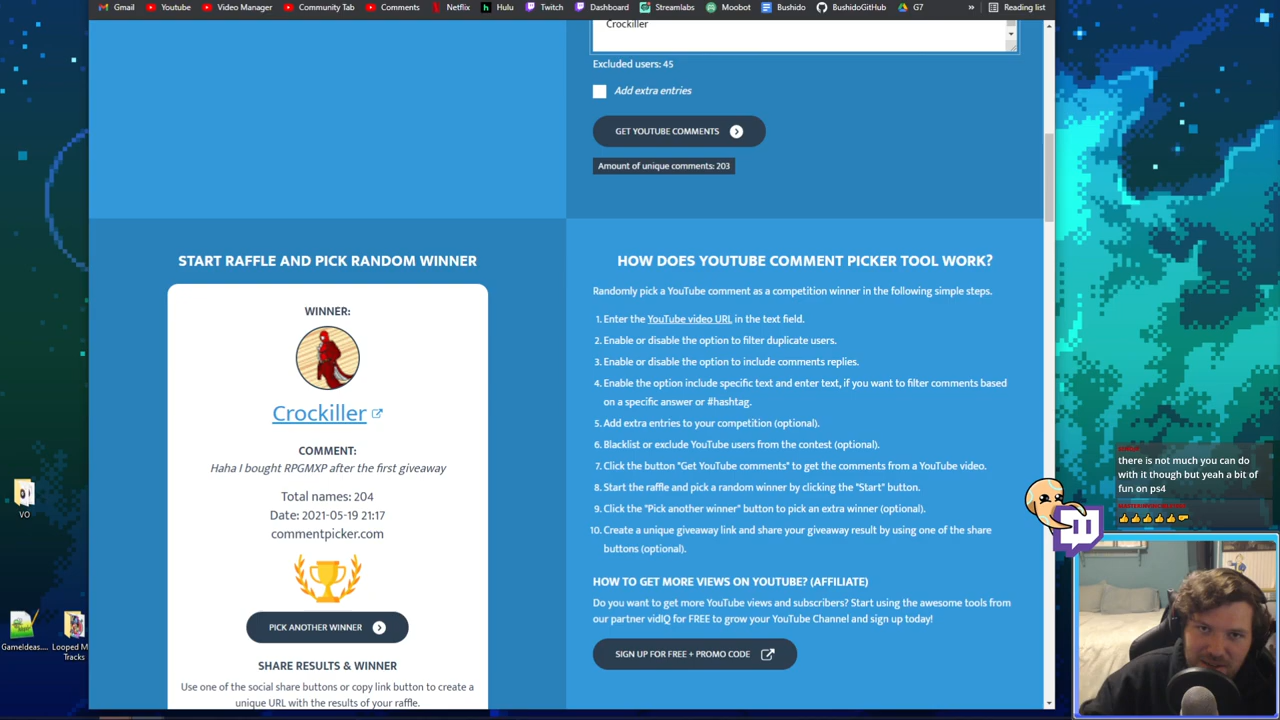 Gmail
Youtube
Video Manager
Community Tab
Comments
Netflix
Hulu
Twitch
Dashboard
Streamlabs
Moobot
Bushido
BushidoGitHub
G7
»
Reading list
Crockiller
Excluded users: 45
Add extra entries
GET YOUTUBE COMMENTS
Amount of unique comments: 203
START RAFFLE AND PICK RANDOM WINNER
WINNER:
Crockiller
COMMENT:
Haha I bought RPGMXP after the first giveaway
Total names: 204
Date: 2021-05-19 21:17
commentpicker.com
PICK ANOTHER WINNER
SHARE RESULTS & WINNER
Use one of the social share buttons or copy link button to create a
unique URL with the results of your raffle.
HOW DOES YOUTUBE COMMENT PICKER TOOL WORK?
Randomly pick a YouTube comment as a competition winner in the following simple steps.
1. Enter the YouTube video URL in the text field.
2. Enable or disable the option to filter duplicate users.
3. Enable or disable the option to include comments replies.
4. Enable the option include specific text and enter text, if you want to filter comments based
on a specific answer or #hashtag.
5. Add extra entries to your competition (optional).
6. Blacklist or exclude YouTube users from the contest (optional).
7. Click the button "Get YouTube comments" to get the comments from a YouTube video.
8. Start the raffle and pick a random winner by clicking the "Start" button.
9. Click the "Pick another winner" button to pick an extra winner (optional).
10. Create a unique giveaway link and share your giveaway result by using one of the share
buttons (optional).
HOW TO GET MORE VIEWS ON YOUTUBE? (AFFILIATE)
Do you want to get more YouTube views and subscribers? Start using the awesome tools from
our partner vidIQ for FREE to grow your YouTube Channel and sign up today!
SIGN UP FOR FREE + PROMO CODE
there is not much you can do
with it though but yeah a bit of
fun on ps4
VO
GameIdeas....
Looped M...
Tracks